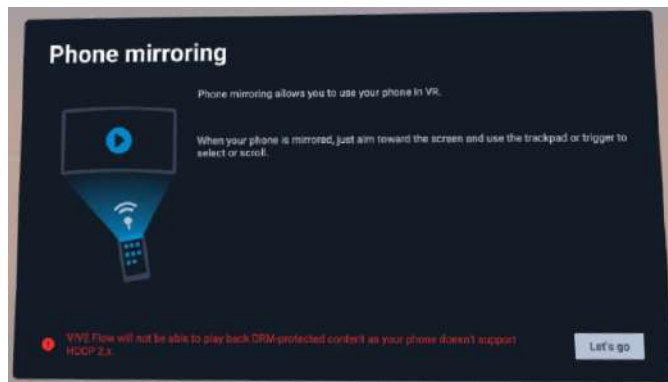 Phone mirroring
Phone mirroring allows you to use your phone in VR.
When your phone is mirrored, just aim toward the screen and use the trackpad or trigger to
select or scroll.
VIVE Flow will not be able to play back DRM-protected content as your phone doesn't support
HDCP 2.x.
Let's go